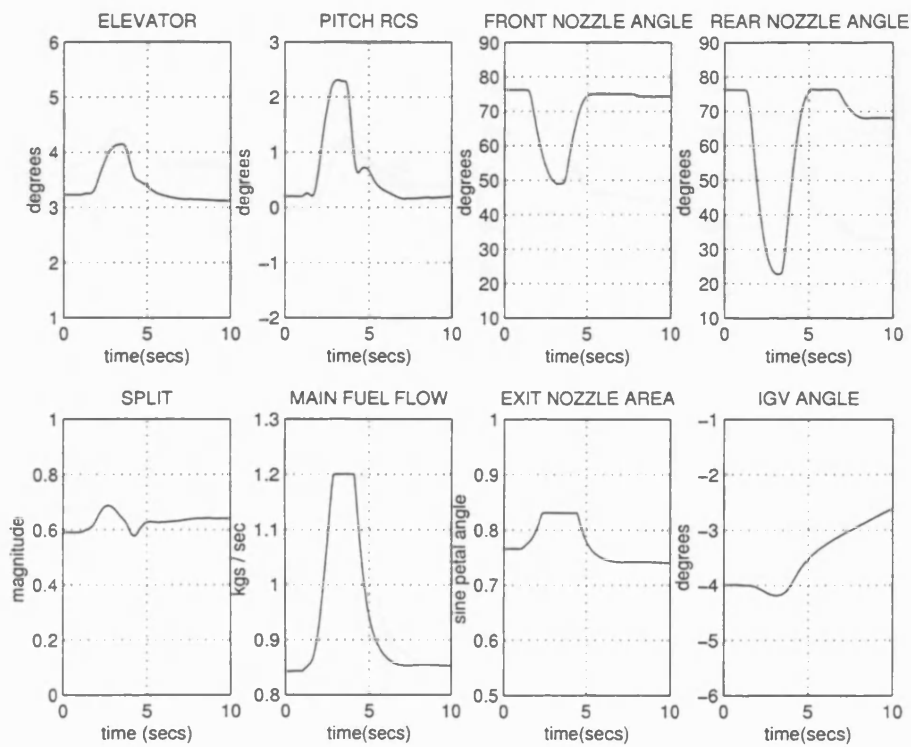 ELEVATOR
6
5
4
3
2
1
degrees
0 5 10
time(secs)
PITCH RCS
3
2
1
0
−1
−2
degrees
0 5 10
time(secs)
FRONT NOZZLE ANGLE
90
80
70
60
50
40
30
20
10
degrees
0 5 10
time(secs)
REAR NOZZLE ANGLE
90
80
70
60
50
40
30
20
10
degrees
0 5 10
time(secs)
SPLIT
1
0.8
0.6
0.4
0.2
0
magnitude
0 5 10
time (secs)
MAIN FUEL FLOW
1.3
1.2
1.1
1
0.9
0.8
kgs / sec
0 5 10
time(secs)
EXIT NOZZLE AREA
1
0.9
0.8
0.7
0.6
0.5
sine petal angle
0 5 10
time(secs)
IGV ANGLE
−1
−2
−3
−4
−5
−6
degrees
0 5 10
time(secs)